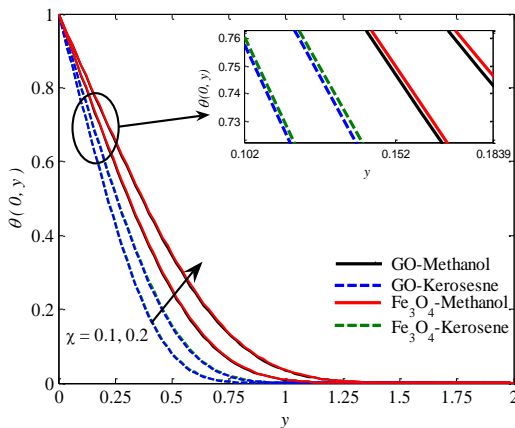 1
0.8
0.6
0.4
0.2
0
θ ( 0, y )
0
0.25
0.5
0.75
1
1.25
1.5
1.75
2
y
χ = 0.1, 0.2
0.76
0.75
0.73
θ(0, y)
0.102
0.152
0.1839
y
GO-Methanol
GO-Kerosesne
Fe3O4-Methanol
Fe3O4-Kerosene